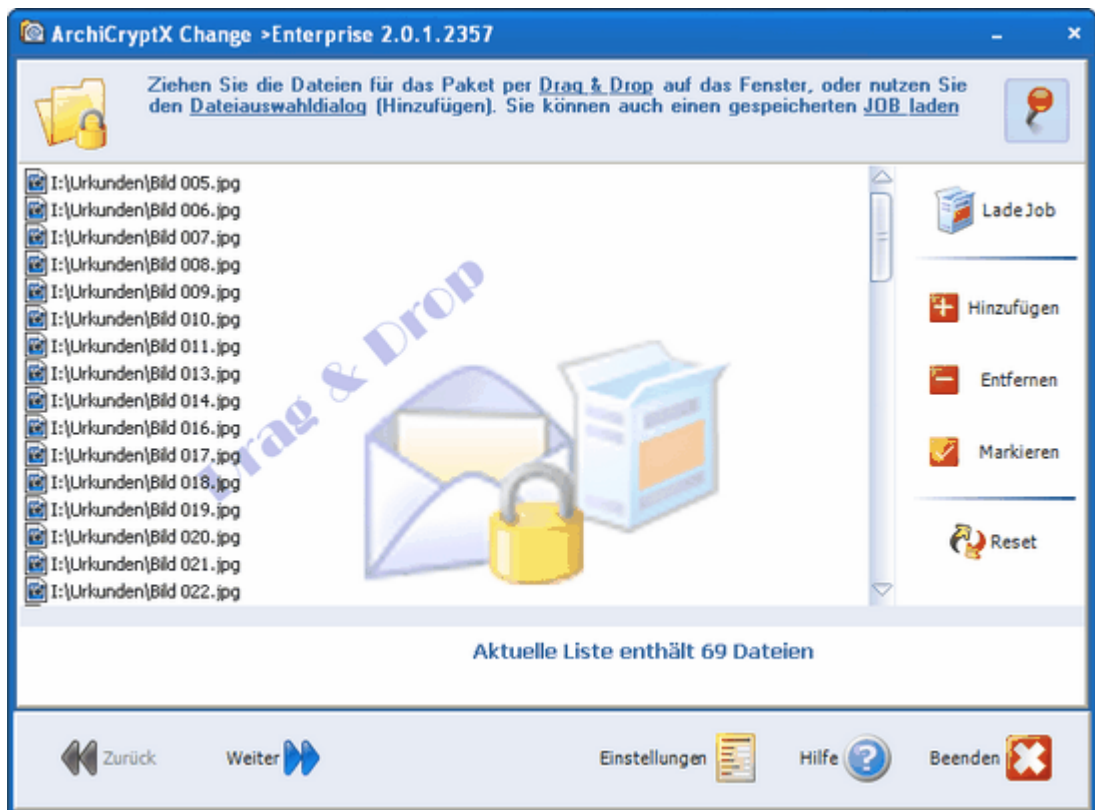 ArchiCryptX Change >Enterprise 2.0.1.2357
Ziehen Sie die Dateien für das Paket per Drag & Drop auf das Fenster, oder nutzen Sie
den Dateiauswahldialog (Hinzufügen). Sie können auch einen gespeicherten JOB laden
I:\Urkunden\Bild 005.jpg
I:\Urkunden\Bild 006.jpg
I:\Urkunden\Bild 007.jpg
I:\Urkunden\Bild 008.jpg
I:\Urkunden\Bild 009.jpg
I:\Urkunden\Bild 010.jpg
I:\Urkunden\Bild 011.jpg
I:\Urkunden\Bild 013.jpg
I:\Urkunden\Bild 014.jpg
I:\Urkunden\Bild 016.jpg
I:\Urkunden\Bild 017.jpg
I:\Urkunden\Bild 018.jpg
I:\Urkunden\Bild 019.jpg
I:\Urkunden\Bild 020.jpg
I:\Urkunden\Bild 021.jpg
I:\Urkunden\Bild 022.jpg
Drag & Drop
Lade Job
Hinzufügen
Entfernen
Markieren
Reset
Aktuelle Liste enthält 69 Dateien
Zurück
Weiter
Einstellungen
Hilfe
Beenden